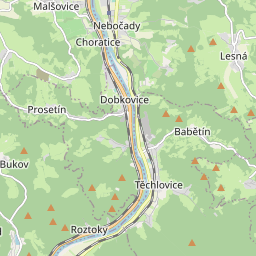 Malšovice
Nebočady
Choratice
Lesná
Dobkovice
Prosetín
Babětín
Bukov
Těchlovice
Roztoky